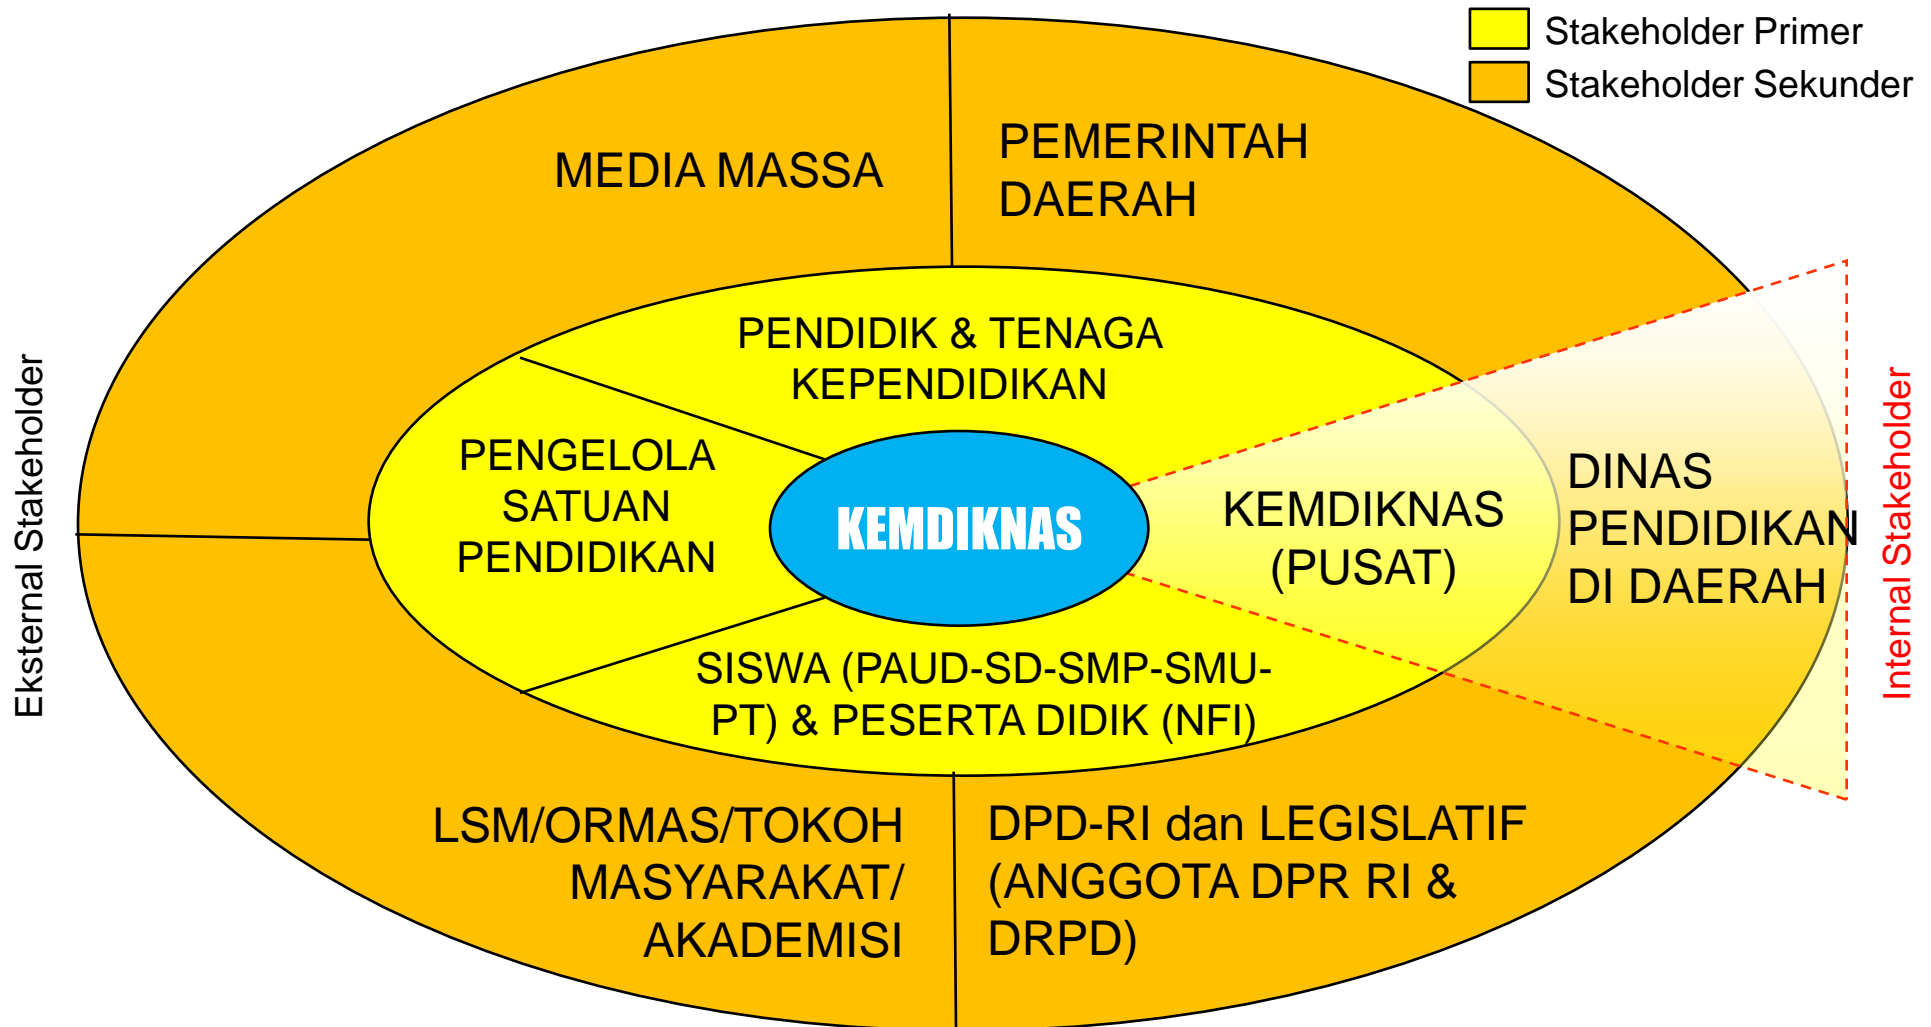 Stakeholder Primer
Stakeholder Sekunder
MEDIA MASSA
PEMERINTAH
DAERAH
PENDIDIK & TENAGA
KEPENDIDIKAN
Eksternal Stakeholder
PENGELOLA
SATUAN
PENDIDIKAN
KEMDIKNAS
KEMDIKNAS
(PUSAT)
DINAS
PENDIDIKAN
DI DAERAH
Internal Stakeholder
SISWA (PAUD-SD-SMP-SMU-
PT) & PESERTA DIDIK (NFI)
LSM/ORMAS/TOKOH
MASYARAKAT/
AKADEMISI
DPD-RI dan LEGISLATIF
(ANGGOTA DPR RI &
DRPD)